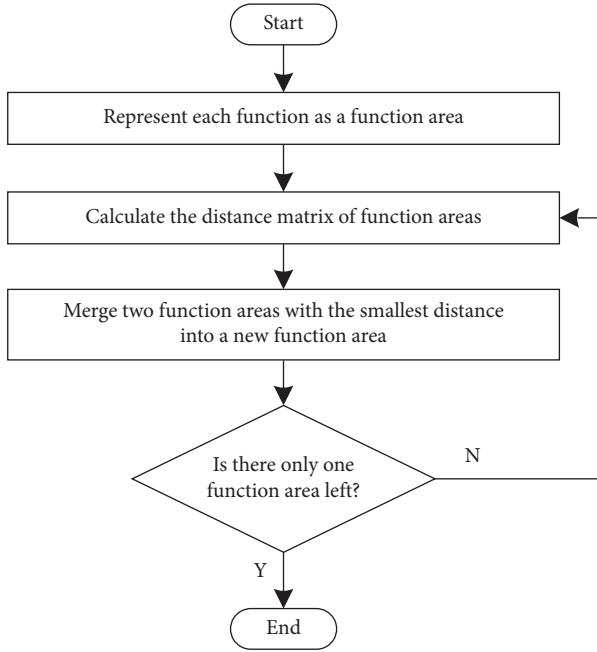 Start
Represent each function as a function area
Calculate the distance matrix of function areas
Merge two function areas with the smallest distance
into a new function area
Is there only one
function area left?
N
Y
End